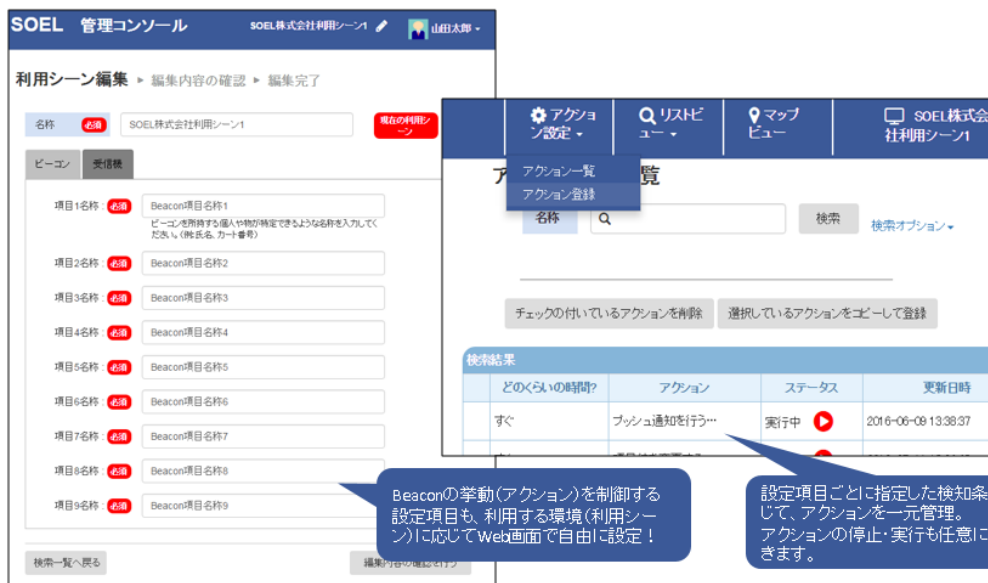 SOEL 管理コンソール
SOEL株式会社利用シーン1
山田太郎
利用シーン編集 ▶ 編集内容の確認 ▶ 編集完了
名称 必須 SOEL株式会社利用シーン1
現在の利用シ
ーン
ビーコン 受信機
項目1名称: 必須 Beacon項目名称1
ビーコンを所持する個人や物が特定できるような名称を入力してく
ださい。(例:氏名、カード番号)
項目2名称: 必須 Beacon項目名称2
項目3名称: 必須 Beacon項目名称3
項目4名称: 必須 Beacon項目名称4
項目5名称: 必須 Beacon項目名称5
項目6名称: 必須 Beacon項目名称6
項目7名称: 必須 Beacon項目名称7
項目8名称: 必須 Beacon項目名称8
項目9名称: 必須 Beacon項目名称9
検索一覧へ戻る
編集内容の確認を行う
アクショ
ン設定
リストビ
ュー
マップ
ビュー
SOEL株式会
社利用シーン1
アクション一覧
アクション登録
ア
覧
名称
検索
検索オプション
チェックの付いているアクションを削除
選択しているアクションをコピーして登録
検索結果
どのくらいの時間? アクション ステータス 更新日時
すぐ プッシュ通知を行う… 実行中 2016-06-09 13:38:37
Beaconの挙動(アクション)を制御する
設定項目も、利用する環境(利用シー
ン)に応じてWeb画面で自由に設定!
設定項目ごとに指定した検知条
じて、アクションを一元管理。
アクションの停止・実行も任意に
きます。